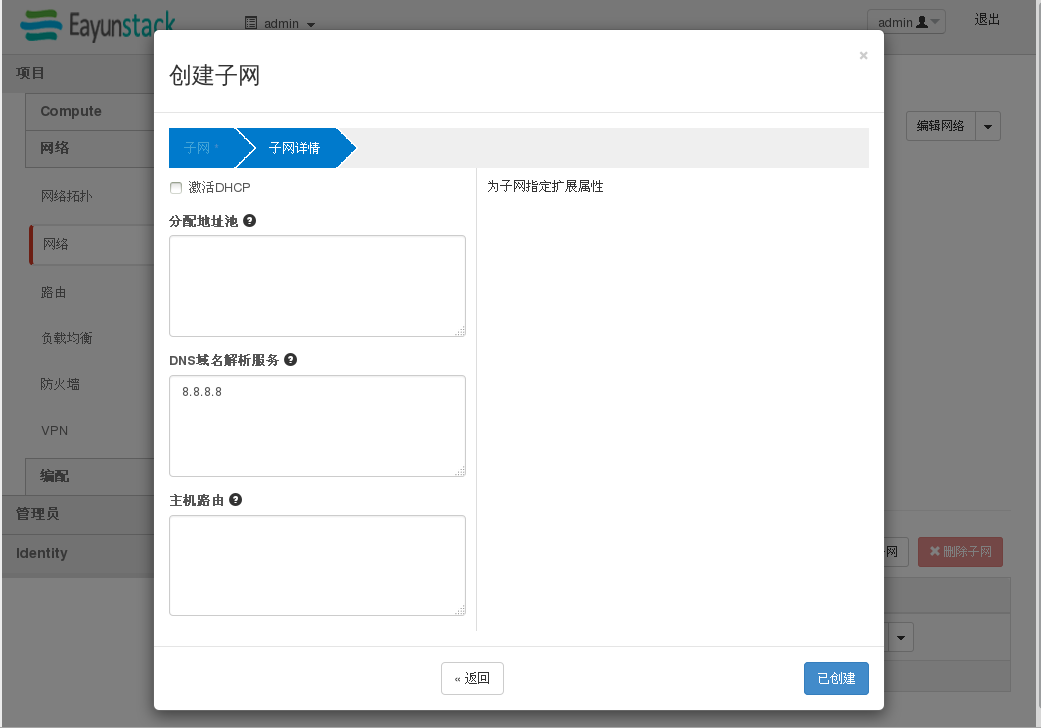 Eayunstack
admin
admin
退出
项目
Compute
网络
网络拓扑
网络
路由
负载均衡
防火墙
VPN
编配
管理员
Identity
编辑网络
创建子网
×
子网 *
子网详情
激活DHCP
为子网指定扩展属性
分配地址池
DNS域名解析服务
8.8.8.8
主机路由
« 返回
已创建
网
删除子网